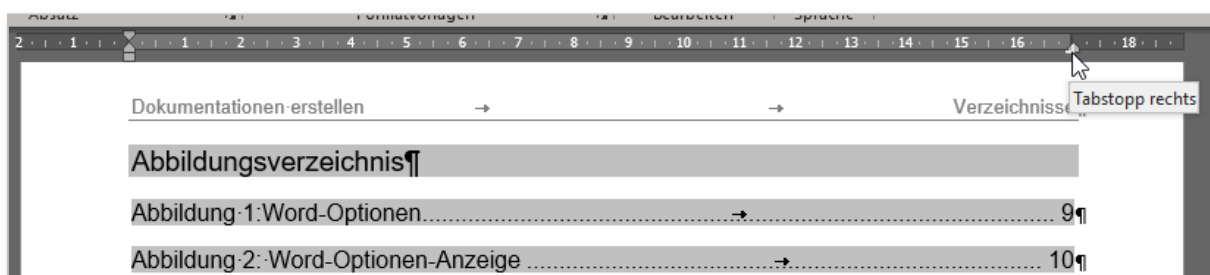 Absatz Formatvorlagen Bearbeiten Sprache
2 · 1 · 1 · 2 · 3 · 4 · 5 · 6 · 7 · 8 · 9 · 10 · 11 · 12 · 13 · 14 · 15 · 16 · 18
Dokumentationen·erstellen → → Verzeichnisse¶
Tabstopp rechts
Abbildungsverzeichnis¶
Abbildung·1:Word-Optionen → 9¶
Abbildung·2:·Word-Optionen-Anzeige → 10¶